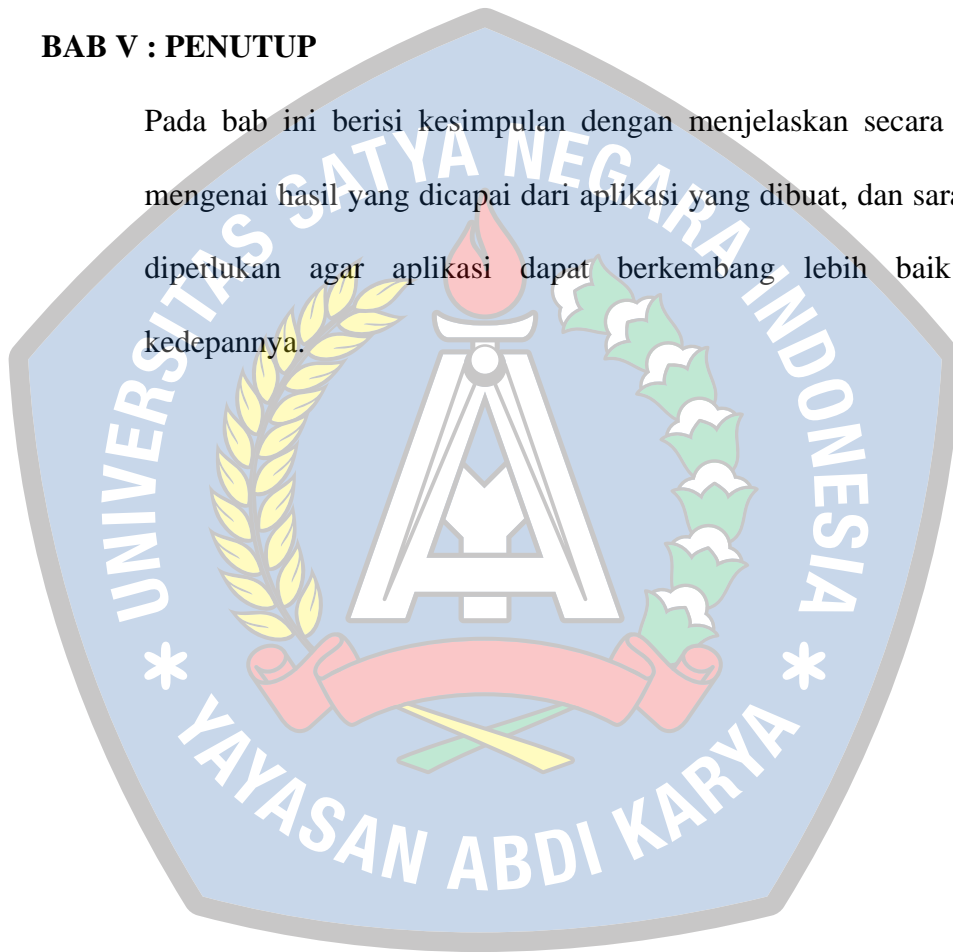 BAB V : PENUTUP
Pada bab ini berisi kesimpulan dengan menjelaskan secara
mengenai hasil yang dicapai dari aplikasi yang dibuat, dan
diperlukan agar aplikasi dapat berkembang lebih baik
kedepannya.
UNIVERSITAS SATYA NEGARA INDONESIA
* YAYASAN ABDI KARYA *